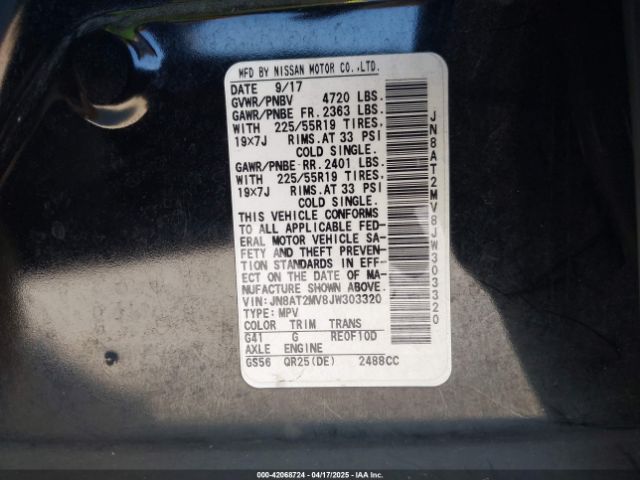 MFD BY NISSAN MOTOR CO.,LTD.
DATE 9/17
GVWR/PNBV 4720 LBS.
GAWR/PNBE FR.2363 LBS.
WITH 225/55R19 TIRES,
19X7J RIMS.AT 33 PSI
COLD SINGLE.
GAWR/PNBE RR.2401 LBS.
WITH 225/55R19 TIRES,
19X7J RIMS.AT 33 PSI
COLD SINGLE.
THIS VEHICLE CONFORMS
TO ALL APPLICABLE FED-
ERAL MOTOR VEHICLE SA-
FETY AND THEFT PREVEN-
TION STANDARDS IN EFF-
ECT ON THE DATE OF MA-
NUFACTURE SHOWN ABOVE.
VIN: JN8AT2MV8JW303320
TYPE: MPV
COLOR TRIM TRANS
G41 G RE0F10D
AXLE ENGINE
GS56 QR25(DE) 2488CC
JN8AT2MV8JW303320
000-42068724 - 04/17/2025 - IAAI.COM